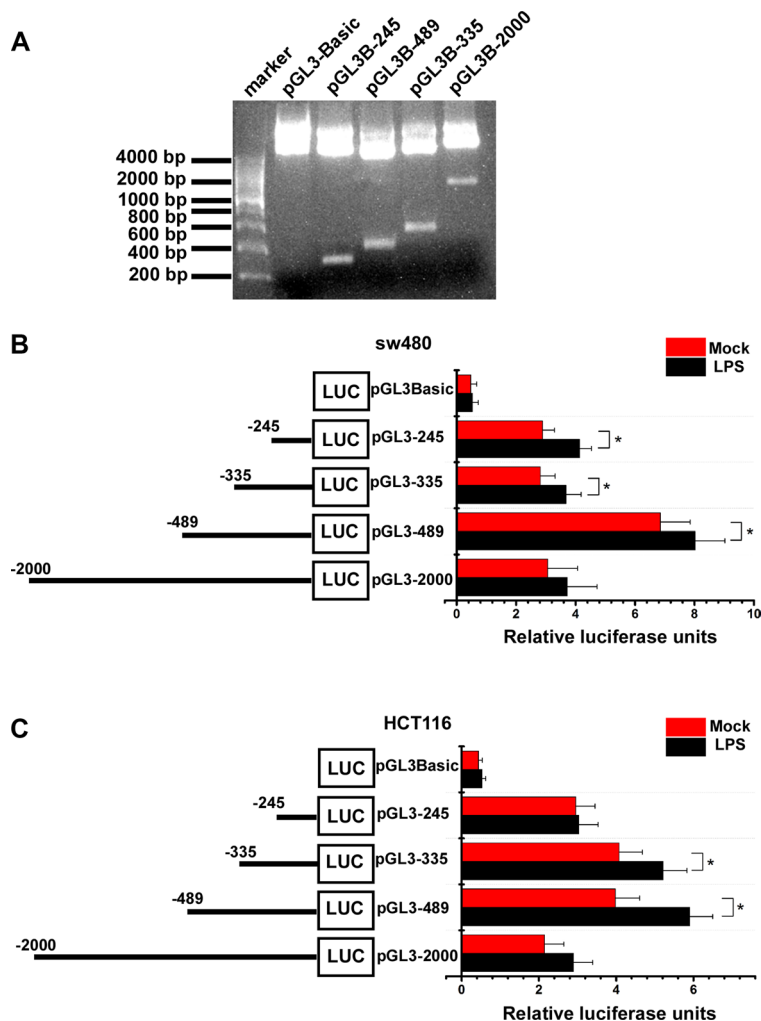 A
marker
pGL3-Basic
pGL3B-245
pGL3B-489
pGL3B-335
pGL3B-2000
4000 bp
2000 bp
1000 bp
800 bp
600 bp
400 bp
200 bp
B
sw480
Mock
LPS
LUC pGL3Basic
-245
LUC pGL3-245
*
-335
LUC pGL3-335
*
-489
LUC pGL3-489
*
-2000
LUC pGL3-2000
0 2 4 6 8 10
Relative luciferase units
C
HCT116
Mock
LPS
LUC pGL3Basic
-245
LUC pGL3-245
-335
LUC pGL3-335
*
-489
LUC pGL3-489
*
-2000
LUC pGL3-2000
0 2 4 6
Relative luciferase units